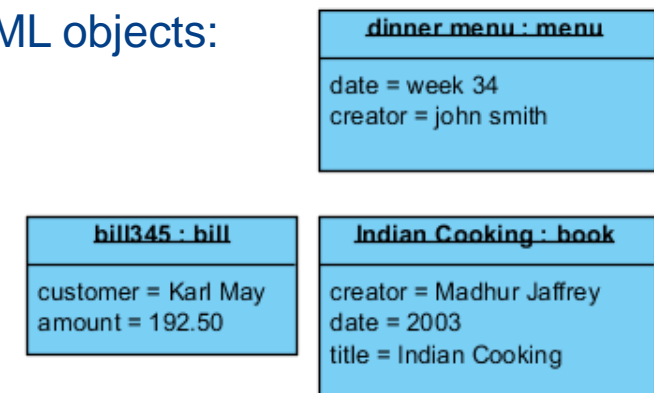 ML objects:
dinner menu : menu
date = week 34
creator = john smith
bill345 : bill
customer = Karl May
amount = 192.50
Indian Cooking : book
creator = Madhur Jaffrey
date = 2003
title = Indian Cooking